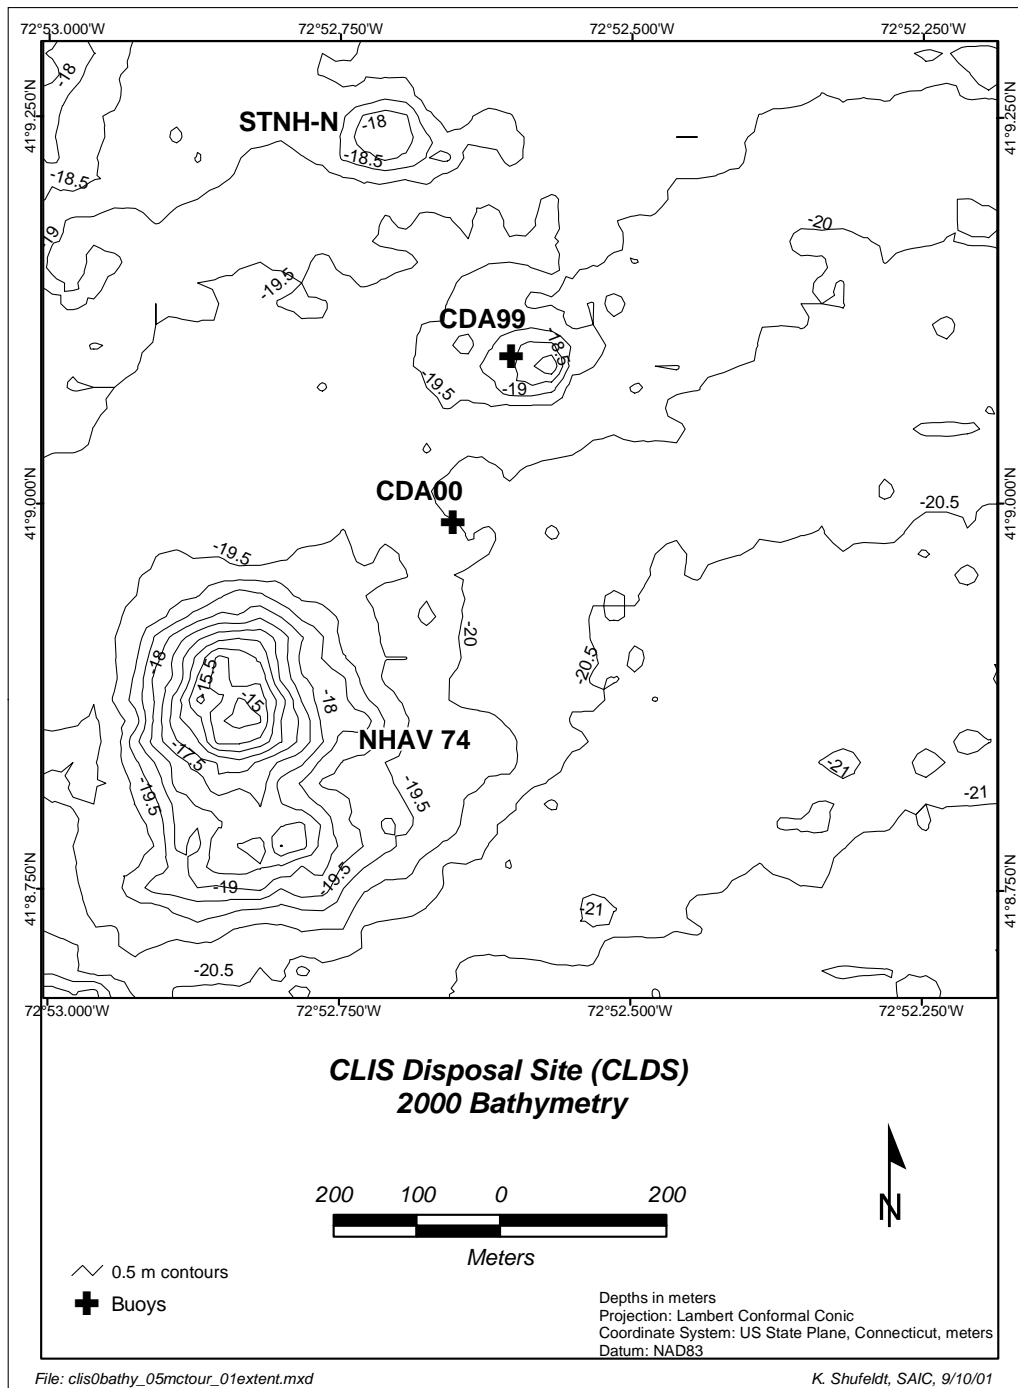 72°53.000'W 72°52.750'W 72°52.500'W 72°52.250'W
41°9.250'N
41°9.250'N
-18
STNH-N
-18
-18.5
-18.5
-19
-20
-19.5
CDA99
-18.5
-19.5
-19
CDA00
41°9.000'N
41°9.000'N
-20.5
-19.5
-20
-18
-15.5
-20.5
-15
-18
NHAV 74
-17.5
-21
-19.5
-19.5
-21
-19.5
-19
41°8.750'N
41°8.750'N
-21
-20.5
72°53.000'W 72°52.750'W 72°52.500'W 72°52.250'W
CLIS Disposal Site (CLDS)
2000 Bathymetry
200 100 0 200
Meters
N
0.5 m contours
Buoys
Depths in meters
Projection: Lambert Conformal Conic
Coordinate System: US State Plane, Connecticut, meters
Datum: NAD83
File: clis0bathy_05mctour_01extent.mxd
K. Shufeldt, SAIC, 9/10/01